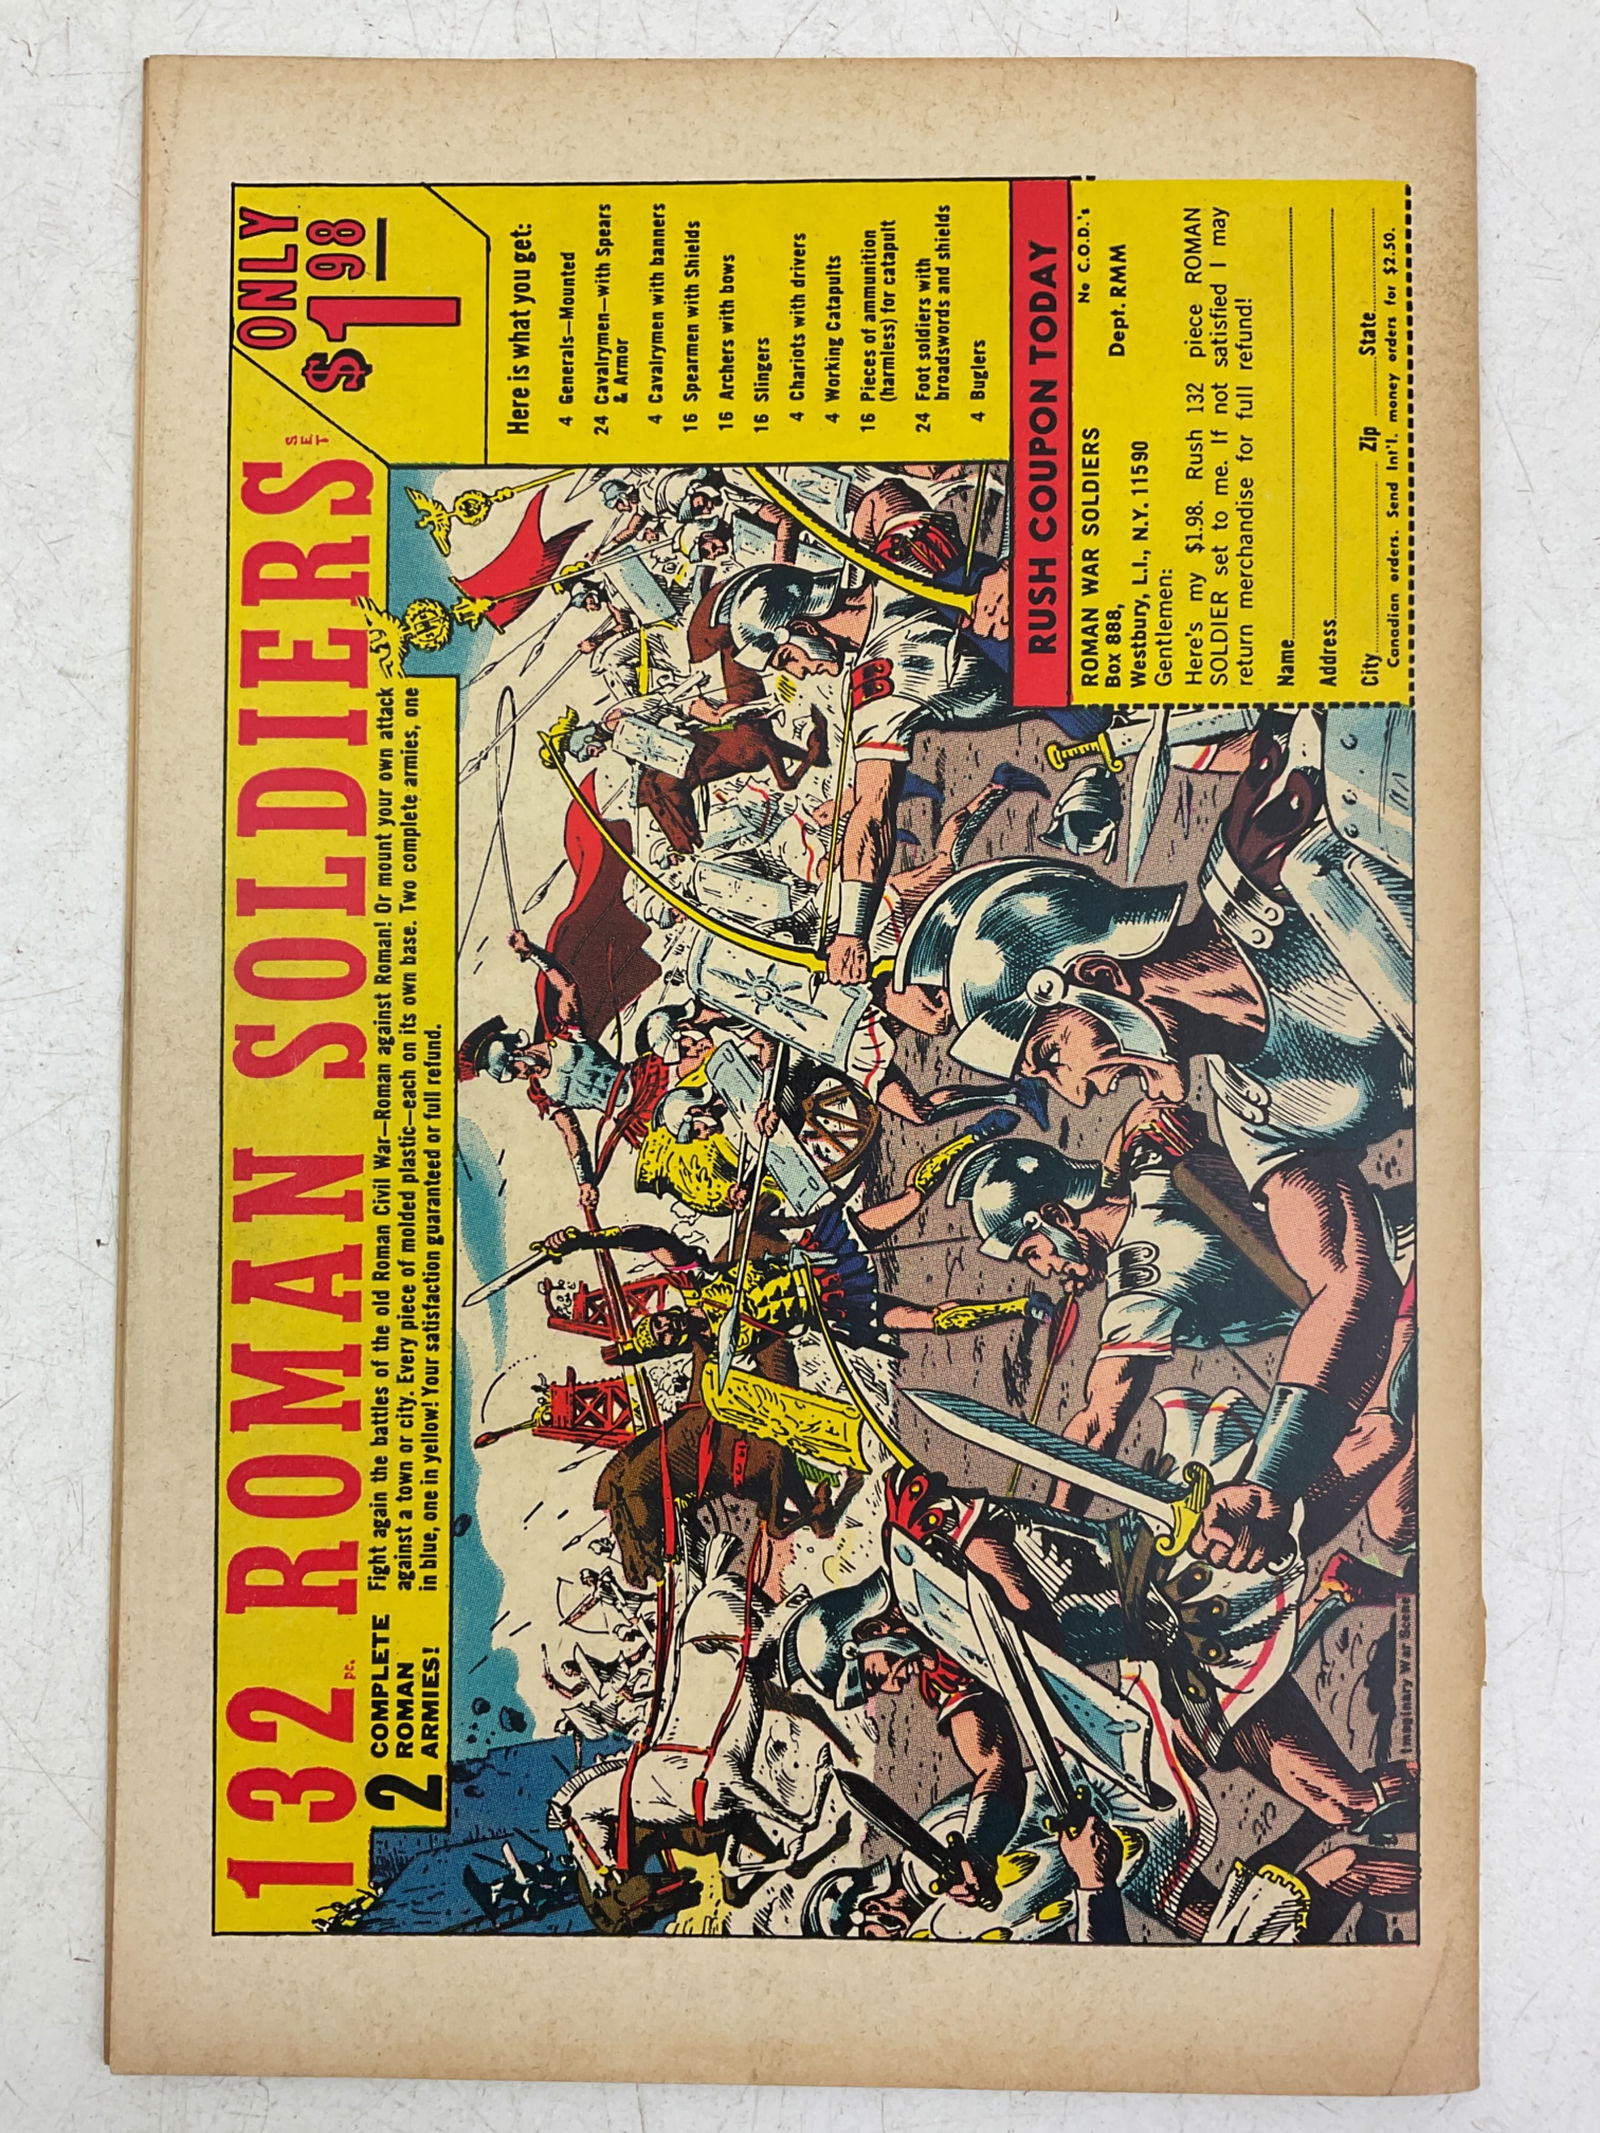 132 pc. ROMAN SOLDIERS SET
ONLY
$1 98
2 COMPLETE
ROMAN
ARMIES!
Fight again the battles of the old Roman Civil War—Roman against Roman! Or mount your own attack
against a town or city. Every piece of molded plastic—each on its own base. Two complete armies, one
in blue, one in yellow! Your satisfaction guaranteed or full refund.
Here is what you get:
4 Generals—Mounted
24 Cavalrymen—with Spears
& Armor
4 Cavalrymen with banners
16 Spearmen with Shields
16 Archers with bows
16 Slingers
4 Chariots with drivers
4 Working Catapults
16 Pieces of ammunition
(harmless) for catapult
24 Foot soldiers with
broadswords and shields
4 Buglers
RUSH COUPON TODAY
ROMAN WAR SOLDIERS No C.O.D.'s
Box 888, Dept. RMM
Westbury, L.I., N.Y. 11590
Gentlemen:
Here's my $1.98. Rush 132 piece ROMAN
SOLDIER set to me. If not satisfied I may
return merchandise for full refund!
Name
Address
City Zip State
Canadian orders. Send Int'l. money orders for $2.50.
Imaginary War Scene